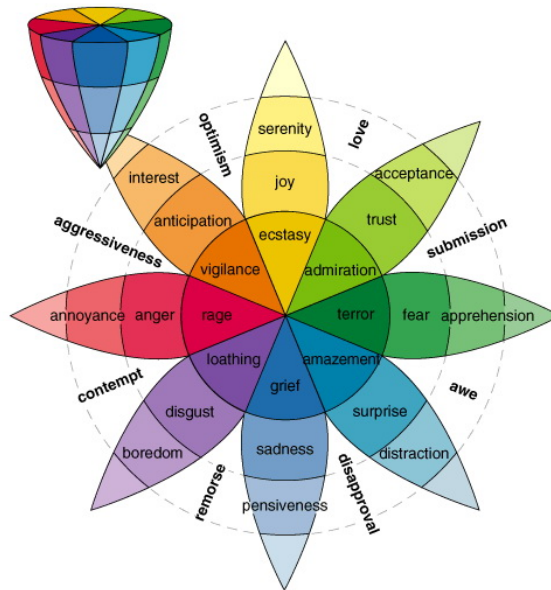 optimism
love
serenity
interest
acceptance
joy
anticipation
trust
aggressiveness
submission
ecstasy
vigilance
admiration
annoyance
anger
rage
terror
fear
apprehension
loathing
amazement
contempt
grief
awe
disgust
surprise
boredom
sadness
distraction
remorse
disapproval
pensiveness